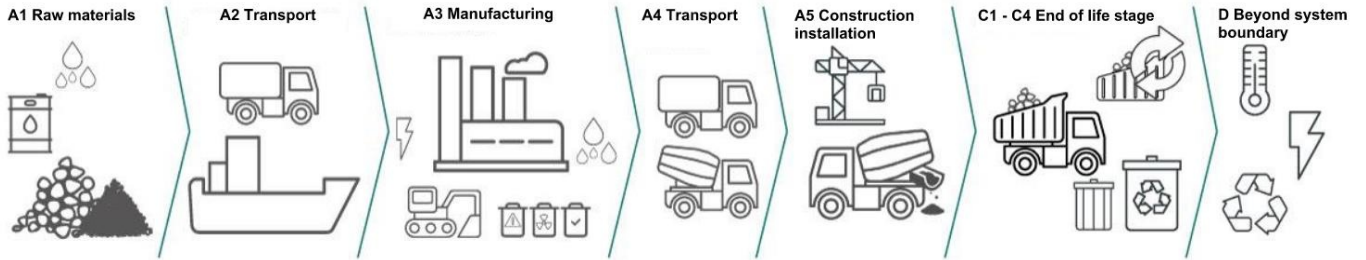 A1 Raw materials
A2 Transport
A3 Manufacturing
A4 Transport
A5 Construction
installation
C1 - C4 End of life stage
D Beyond system
boundary